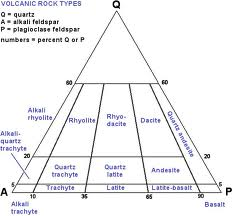 VOLCANIC ROCK TYPES
Q = quartz
A = alkali feldspar
P = plagioclase feldspar
numbers = percent Q or P
Q
60
60
Alkali
rhyolite
Rhyolite
Rhyo-
dacite
Dacite
Quartz andesite
Alkali-
quartz
trachyte
20
20
Quartz
trachyte
Quartz
latite
Andesite
A
5
5
P
Trachyte
Latite
Latite-basalt
Alkali
trachyte
10
35
65
90
Basalt